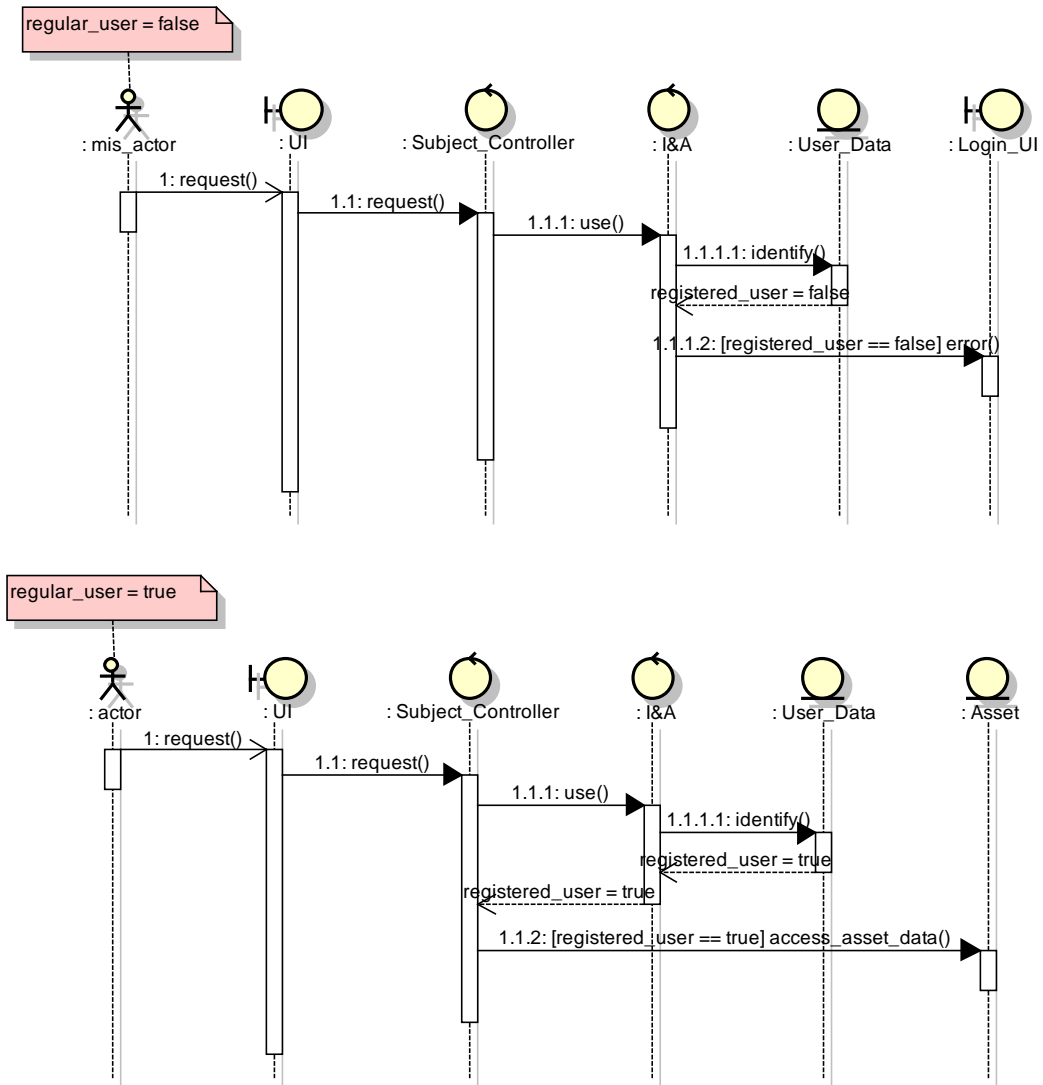 regular_user = false
: mis_actor
: UI
: Subject_Controller
: I&A
: User_Data
: Login_UI
1: request()
1.1: request()
1.1.1: use()
1.1.1.1: identify()
registered_user = false
1.1.1.2: [registered_user == false] error()
regular_user = true
: actor
: UI
: Subject_Controller
: I&A
: User_Data
: Asset
1: request()
1.1: request()
1.1.1: use()
1.1.1.1: identify()
registered_user = true
registered_user = true
1.1.2: [registered_user == true] access_asset_data()